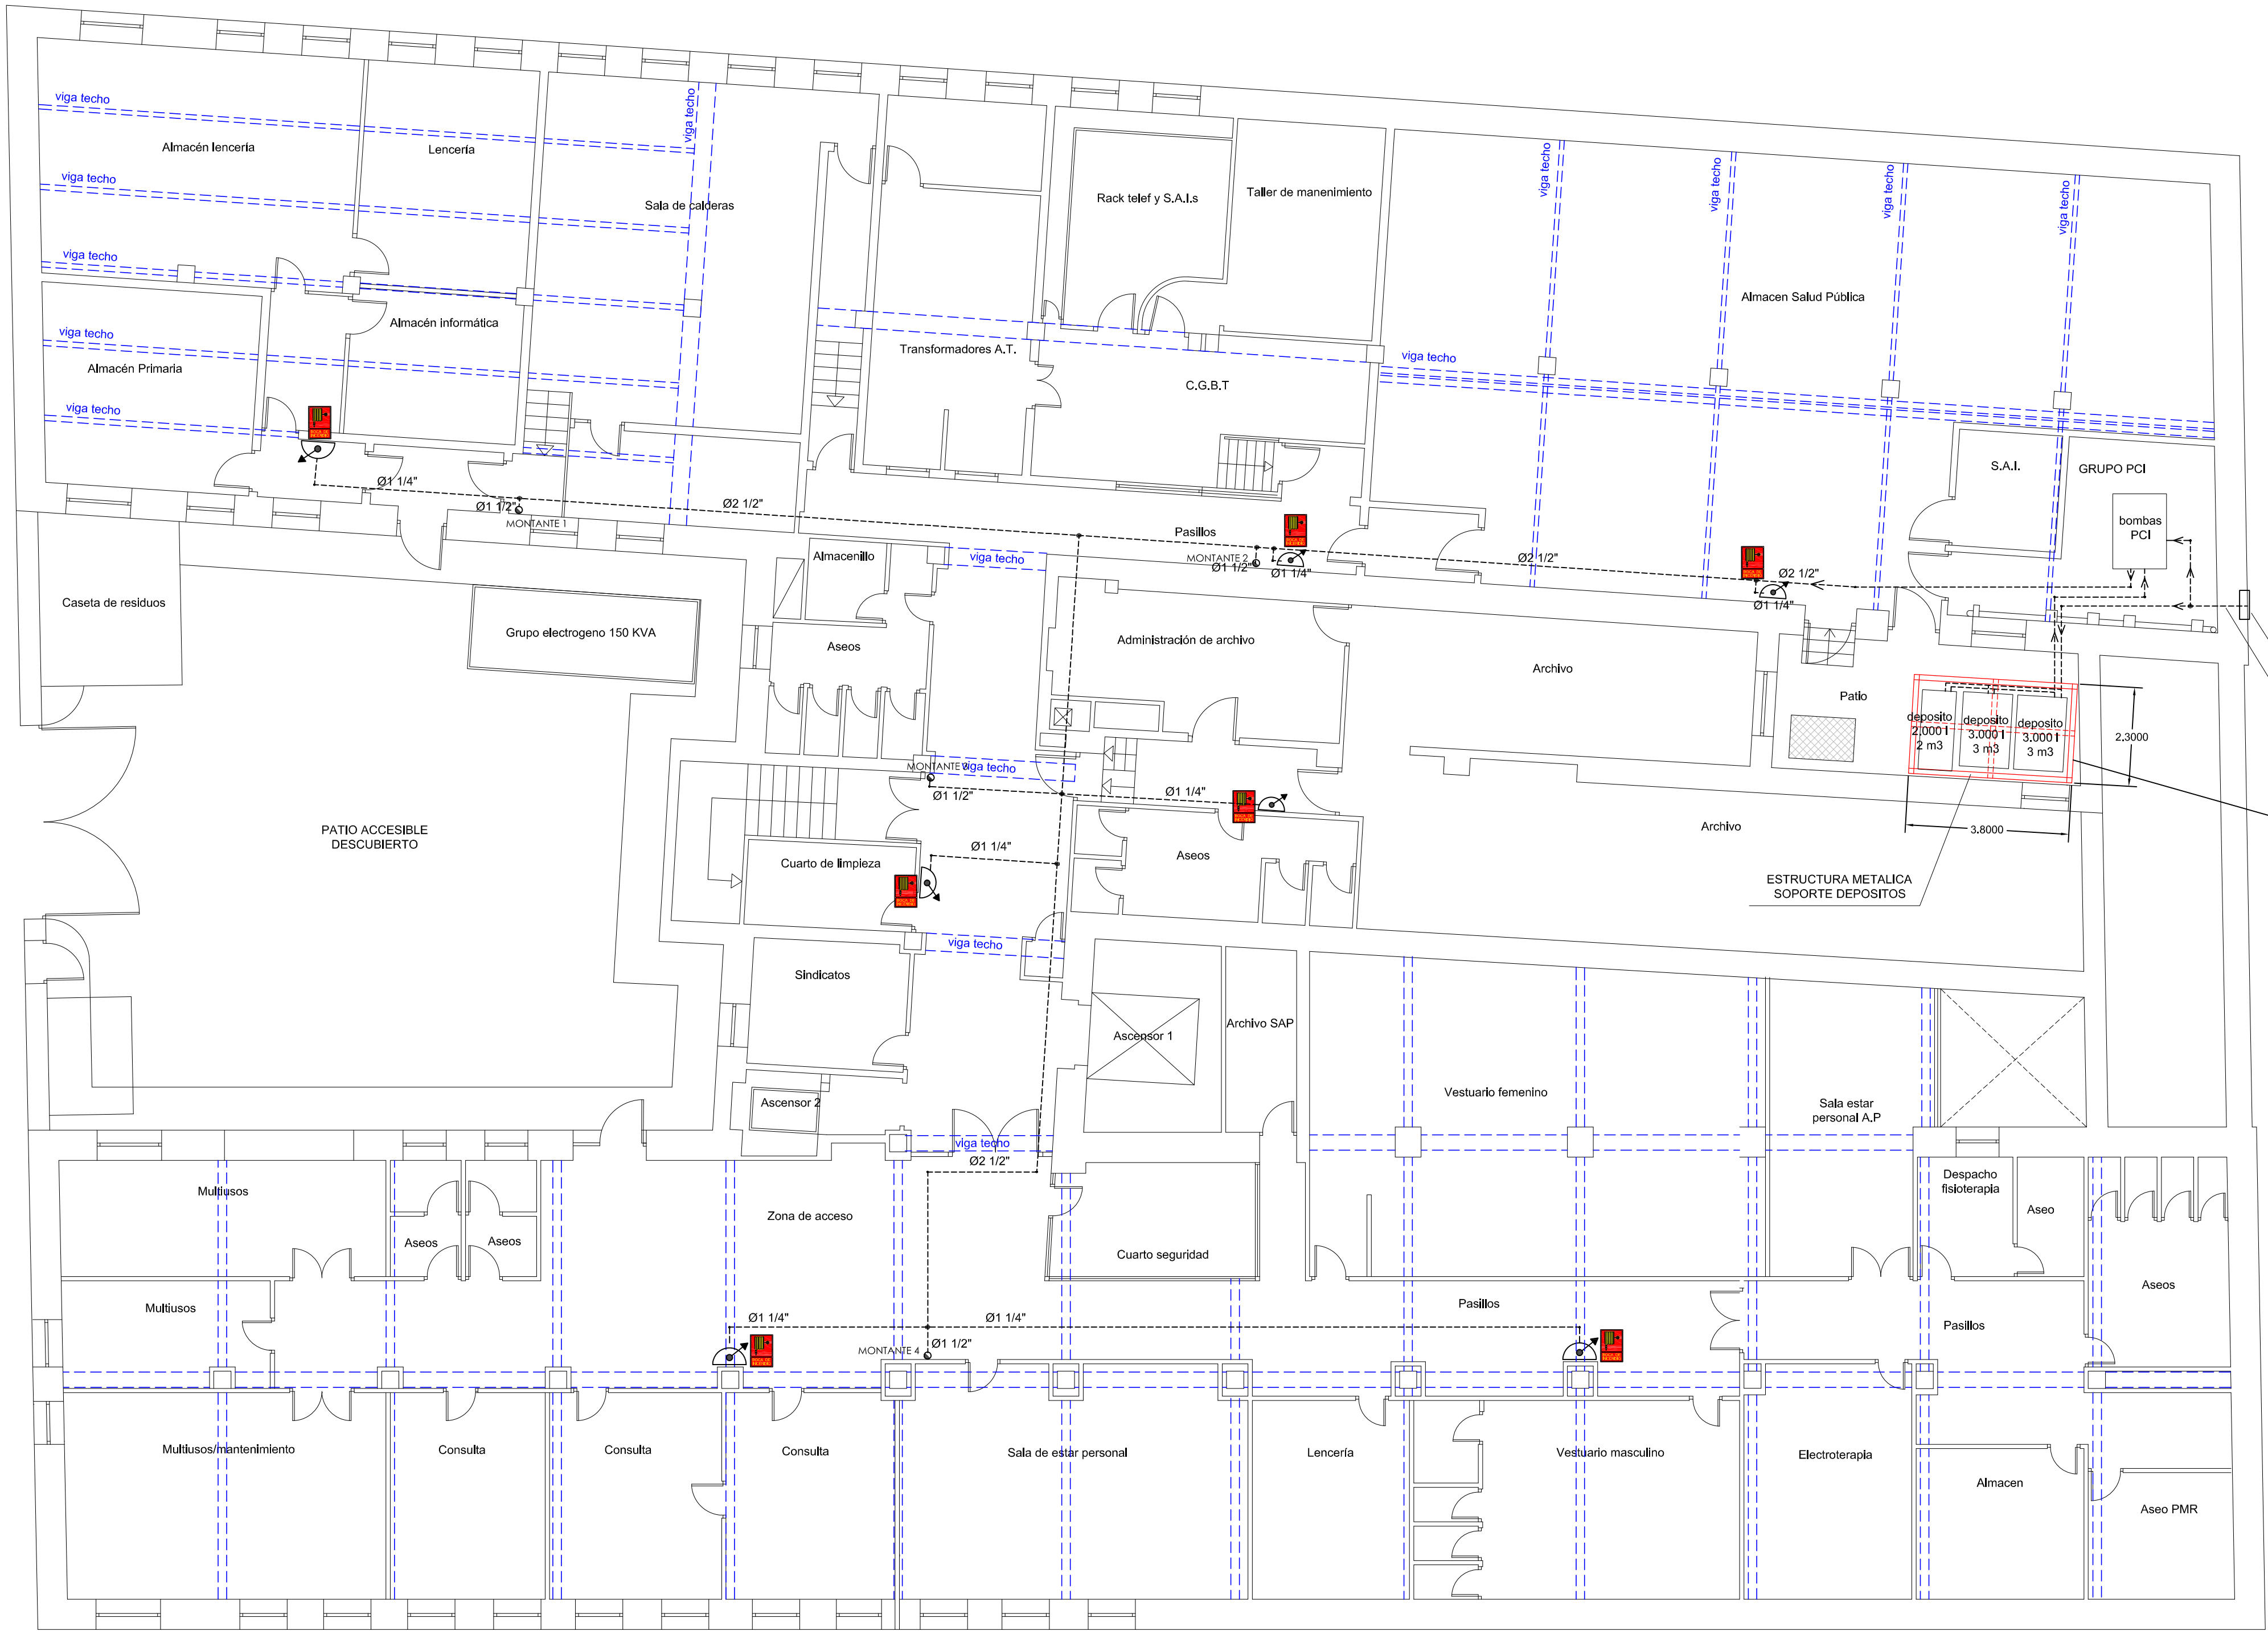 viga techo
Almacén lencería
Lencería
viga techo
viga techo
Sala de calderas
viga techo
Almacén informática
viga techo
Almacén Primaria
viga techo
Rack telef y S.A.I.s
Taller de manenimiento
Transformadores A.T.
C.G.B.T
viga techo
viga techo
viga techo
viga techo
Almacen Salud Pública
viga techo
S.A.I.
GRUPO PCI
bombas
PCI
Ø1 1/4"
Ø1 1/2"
MONTANTE 1
Ø2 1/2"
Pasillos
MONTANTE 2
Ø1 1/2"
Ø1 1/4"
Ø2 1/2"
Ø2 1/2"
Ø1 1/4"
Caseta de residuos
Grupo electrogeno 150 KVA
Almacenillo
viga techo
Aseos
Administración de archivo
Archivo
Patio
deposito
2.000 l
2 m3
deposito
3.000 l
3 m3
deposito
3.000 l
3 m3
2.3000
3.8000
MONTANTE 3
viga techo
Ø1 1/2"
Ø1 1/4"
Archivo
PATIO ACCESIBLE
DESCUBIERTO
Cuarto de limpieza
Ø1 1/4"
Aseos
ESTRUCTURA METALICA
SOPORTE DEPOSITOS
viga techo
Sindicatos
Ascensor 1
Archivo SAP
Ascensor 2
Vestuario femenino
Sala estar
personal A.P
viga techo
Ø2 1/2"
Multiusos
Aseos
Aseos
Zona de acceso
Cuarto seguridad
Despacho
fisioterapia
Aseo
Aseos
Multiusos
Ø1 1/4"
Ø1 1/4"
Pasillos
Pasillos
MONTANTE 4
Ø1 1/2"
Multiusos/mantenimiento
Consulta
Consulta
Consulta
Sala de estar personal
Lencería
Vestuario masculino
Electroterapia
Almacen
Aseo PMR